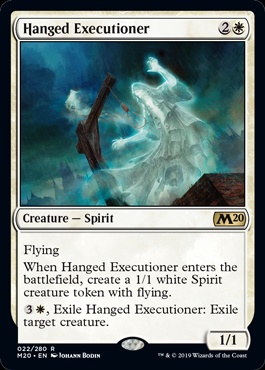 Hanged Executioner 2
Creature — Spirit M20
Flying
When Hanged Executioner enters the
battlefield, create a 1/1 white Spirit
creature token with flying.
3, Exile Hanged Executioner: Exile
target creature.
1/1
022/280 R
M20 • EN JOHANN BODIN ™ & © 2019 Wizards of the Coast